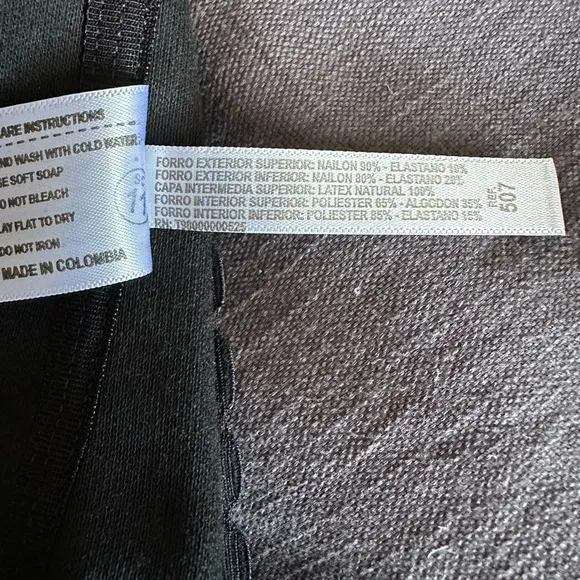 ARE INSTRUCTIONS
ND WASH WITH COLD WATER
SE SOFT SOAP
O NOT BLEACH
LAY FLAT TO DRY
DO NOT IRON
MADE IN COLOMBIA
FORRO EXTERIOR SUPERIOR: NAILON 90% - ELASTANO 10%
FORRO EXTERIOR INFERIOR: NAILON 80% - ELASTANO 20%
CAPA INTERMEDIA SUPERIOR: LATEX NATURAL 100%
FORRO INTERIOR SUPERIOR: POLIESTER 65% - ALGODON 35%
FORRO INTERIOR INFERIOR: POLIESTER 85% - ELASTANO 15%
RN: T90000000525
REF.
507